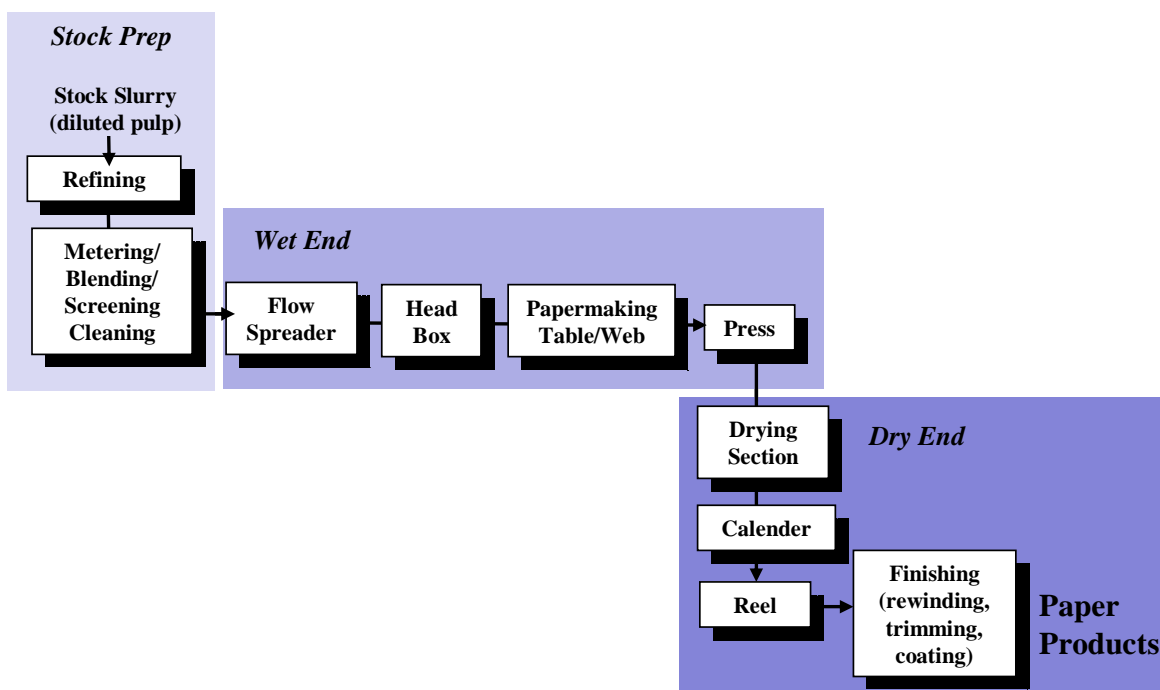 Stock Prep
Stock Slurry
(diluted pulp)
Refining
Metering/
Blending/
Screening
Cleaning
Wet End
Flow
Spreader
Head
Box
Papermaking
Table/Web
Press
Drying
Section
Dry End
Calender
Reel
Finishing
(rewinding,
trimming,
coating)
Paper
Products